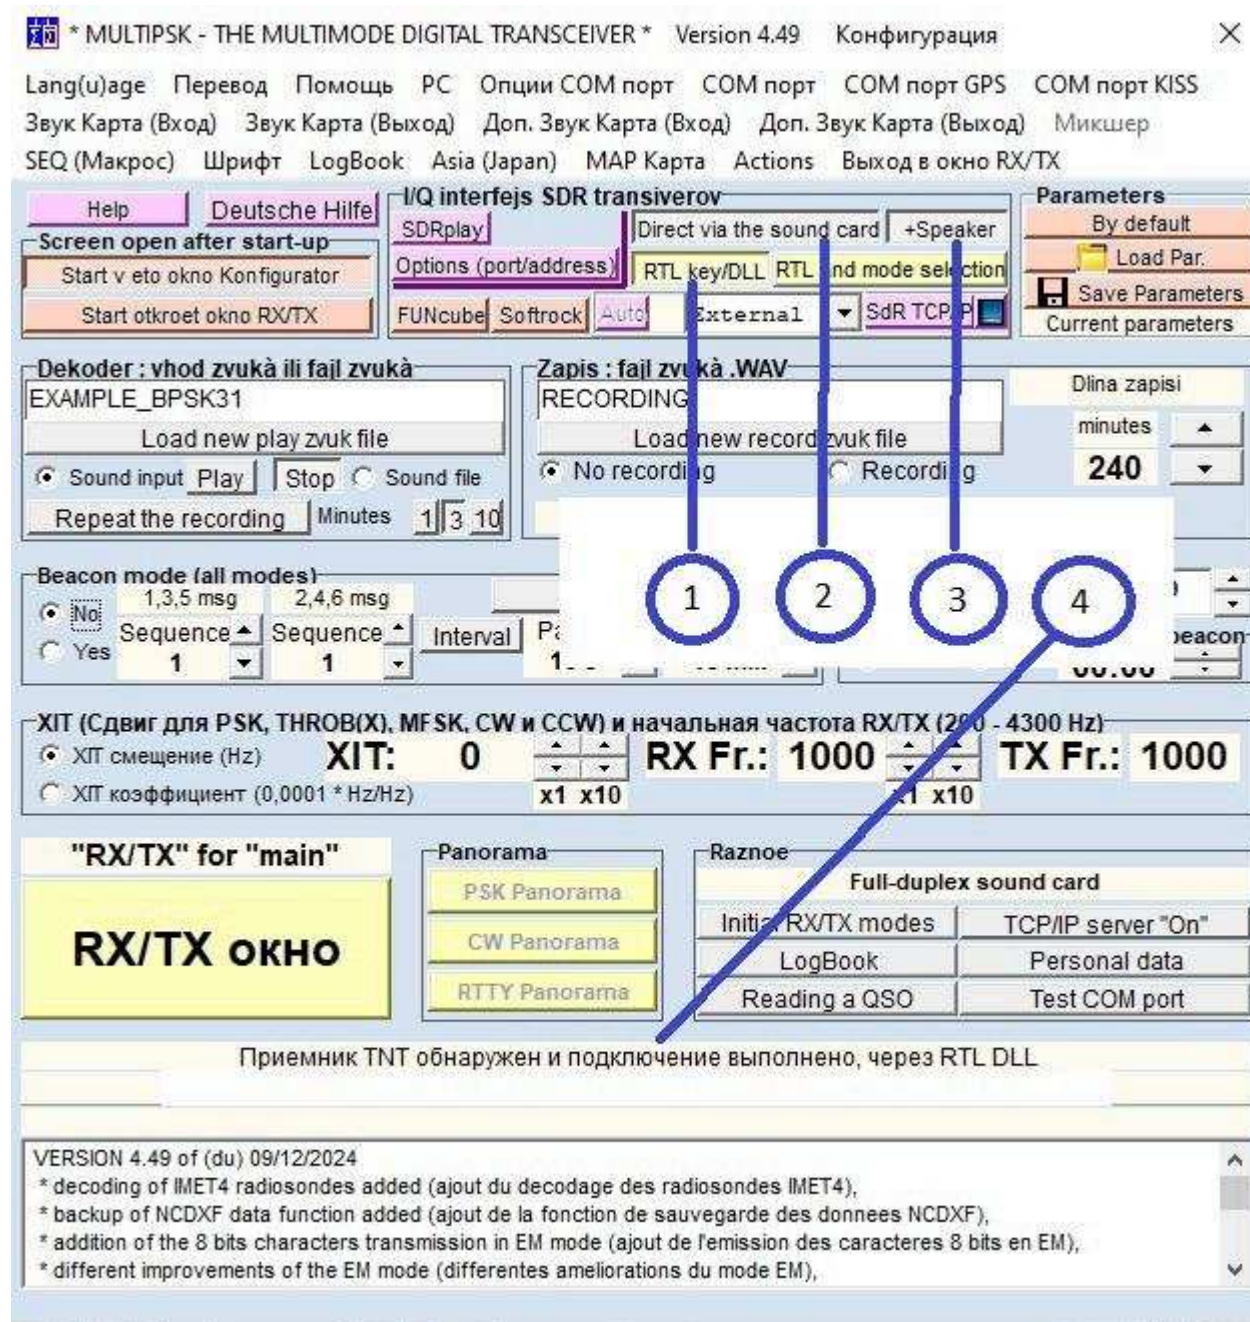 * MULTIPSK - THE MULTIMODE DIGITAL TRANSCEIVER * Version 4.49 Конфигурация
Lang(u)age Перевод Помощь PC Опции COM порт COM порт COM порт GPS COM порт KISS
Звук Карта (Вход) Звук Карта (Выход) Доп. Звук Карта (Вход) Доп. Звук Карта (Выход) Микшер
SEQ (Макрос) Шрифт LogBook Asia (Japan) MAP Карта Actions Выход в окно RX/TX
Help Deutsche Hilfe
Screen open after start-up
Start v eto okno Konfigurator
Start otkroet okno RX/TX
I/Q interfejs SDR transiverov
SDRplay Direct via the sound card +Speaker
Options (port/address) RTL key/DLL RTL and mode selection
FUNcube Softrock Auto External SdR TCP/IP
Parameters
By default
Load Par.
Save Parameters
Current parameters
Dekoder : vhod zvukà ili fajl zvukà
EXAMPLE_BPSK31
Load new play zvuk file
Sound input Play Stop Sound file
Repeat the recording Minutes 1 3 10
Zapis : fajl zvukà .WAV
RECORDING
Load new record zvuk file
No recording Recording
Dlina zapisi
minutes
240
1 2 3 4
Beacon mode (all modes)
No 1,3,5 msg 2,4,6 msg
Yes Sequence Sequence Interval
1 1
beacon
XIT (Сдвиг для PSK, THROB(X), MFSK, CW и CCW) и начальная частота RX/TX (200 - 4300 Hz)
XIT смещение (Hz) XIT: 0 RX Fr.: 1000 TX Fr.: 1000
XIT коэффициент (0,0001 * Hz/Hz) x1 x10 x1 x10
"RX/TX" for "main"
RX/TX окно
Panorama
PSK Panorama
CW Panorama
RTTY Panorama
Raznoe
Full-duplex sound card
Initial RX/TX modes TCP/IP server "On"
LogBook Personal data
Reading a QSO Test COM port
Приемник TNT обнаружен и подключение выполнено, через RTL DLL
VERSION 4.49 of (du) 09/12/2024
* decoding of IMET4 radiosondes added (ajout du decodage des radiosondes IMET4),
* backup of NCDXF data function added (ajout de la fonction de sauvegarde des donnees NCDXF),
* addition of the 8 bits characters transmission in EM mode (ajout de l'emission des caracteres 8 bits en EM),
* different improvements of the EM mode (differentes ameliorations du mode EM),